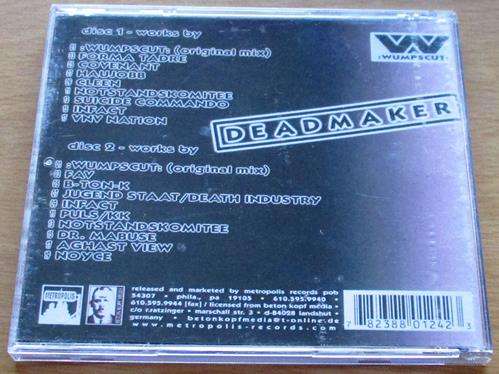 disc 1 - works by
:WUMPSCUT: (original mix)
FORMA TADRE
COVENANT
HAUJOBB
CLEEN
NOTSTANDSKOMITEE
SUICIDE COMMANDO
INFACT
VNV NATION
:WUMPSCUT:
DEADMAKER
disc 2 - works by
:WUMPSCUT: (original mix)
FAV
B-TON-K
JUGEND STAAT/DEATH INDUSTRY
INFACT
PULS/KK
NOTSTANDSKOMITEE
DR. MABUSE
AGHAST VIEW
NOYCE
METROPOLIS
released and marketed by metropolis records pob
54307 - phila., pa 19105 - 610.595.9940 -
610.595.9944 [fax] / licensed from beton kopf media -
c/o r.ratzinger - marschall str. 3 - d-84028 landshut -
germany - betonkopfmedia@t-online.de
www.metropolis-records.com
7 82388 01242 3